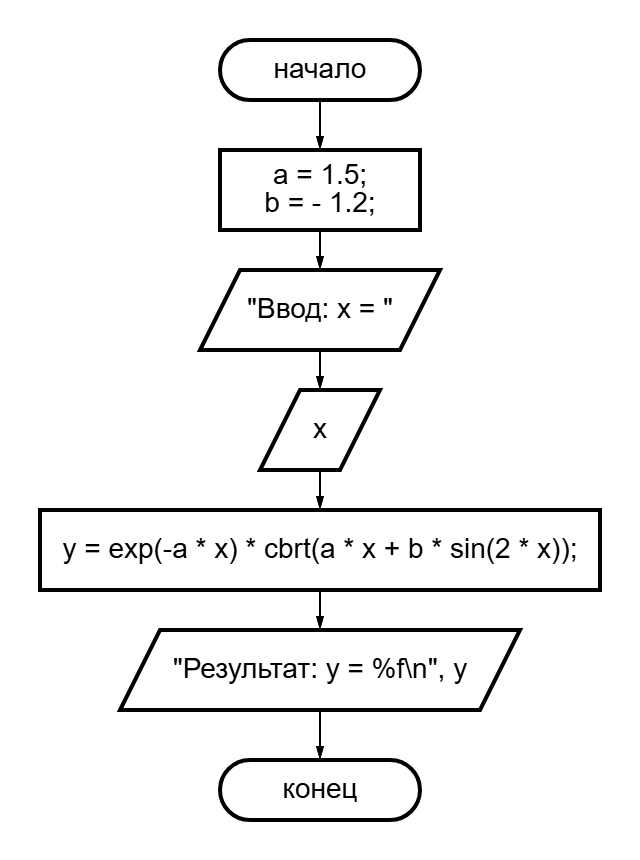 начало
a = 1.5;
b = - 1.2;
"Ввод: x = "
x
y = exp(-a * x) * cbrt(a * x + b * sin(2 * x));
"Результат: y = %f\n", y
конец